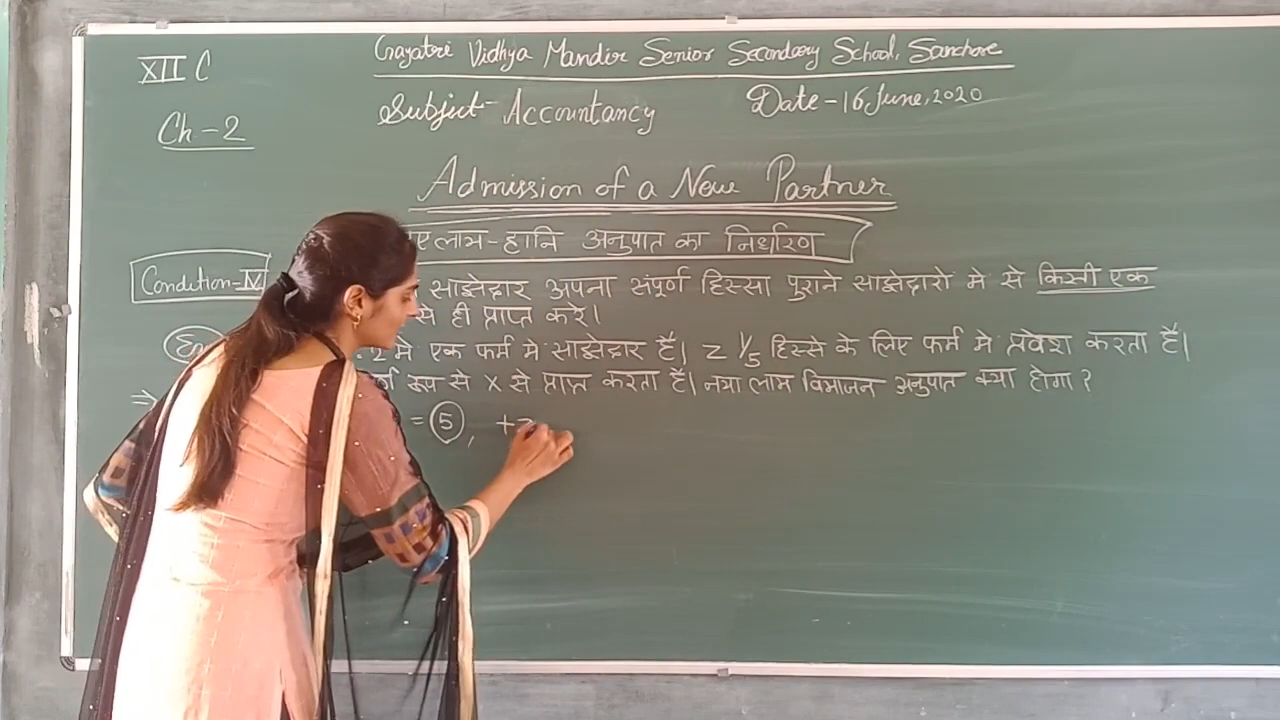 XII C
Gayatri Vidhya Mandir Senior Secondary School, Sanchore
Ch-2
Subject - Accountancy
Date - 16 June, 2020
Admission of a New Partner
लाभ-हानि अनुपात का निर्धारण
Condition-IV
साझेदार अपना संपूर्ण हिस्सा पुराने साझेदारो मे से किसी एक
से ही प्राप्त करे।
2 मे एक फर्म मे साझेदार हैं। Z 1/5 हिस्से के लिए फर्म मे प्रवेश करता हैं।
⇒ रूप से X से प्राप्त करता हैं। नया लाभ विभाजन अनुपात क्या होगा ?
= 5 ,